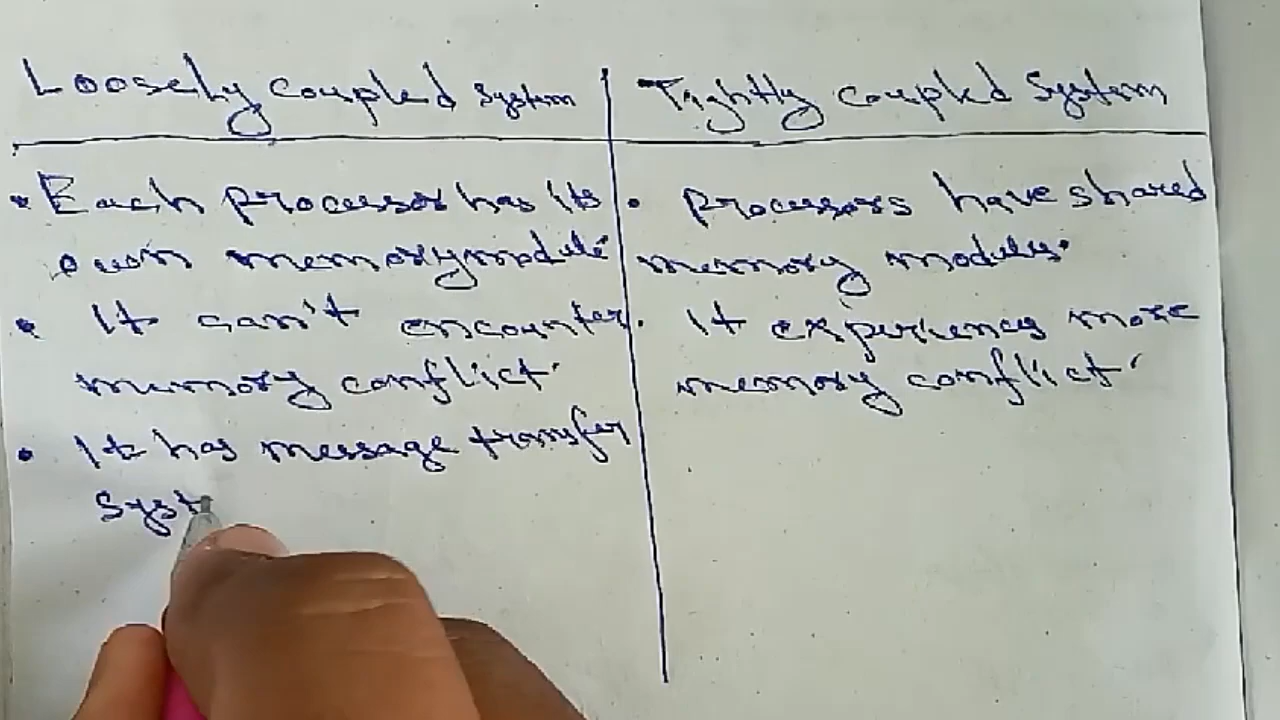 Loosely coupled System
Tightly coupled System
• Each processor has its
own memory module
• It can't encounter
memory conflict.
• It has message transfer
Syst
• Processors have shared
memory modules.
• It experiences more
memory conflict.